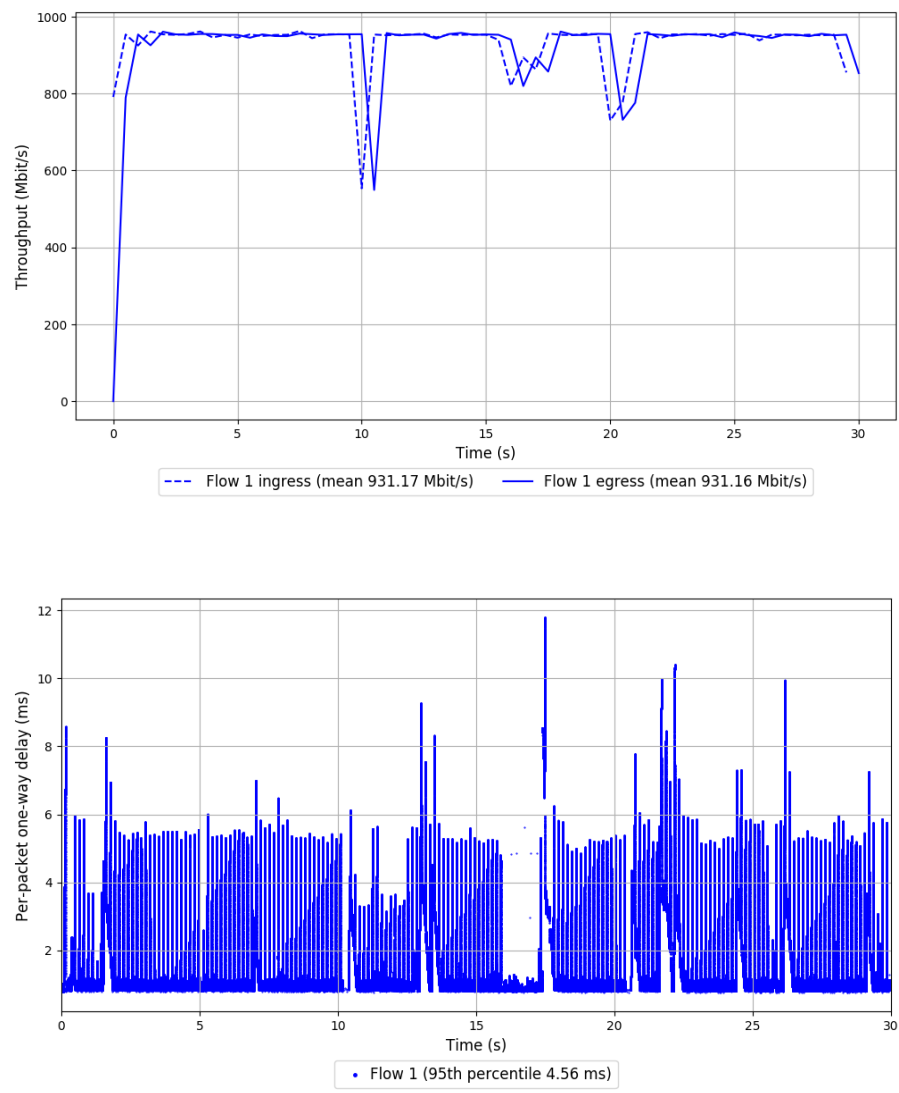 1000
800
600
400
200
0
Throughput (Mbit/s)
0 5 10 15 20 25 30
Time (s)
Flow 1 ingress (mean 931.17 Mbit/s) Flow 1 egress (mean 931.16 Mbit/s)
12
10
8
6
4
2
Per-packet one-way delay (ms)
0 5 10 15 20 25 30
Time (s)
Flow 1 (95th percentile 4.56 ms)